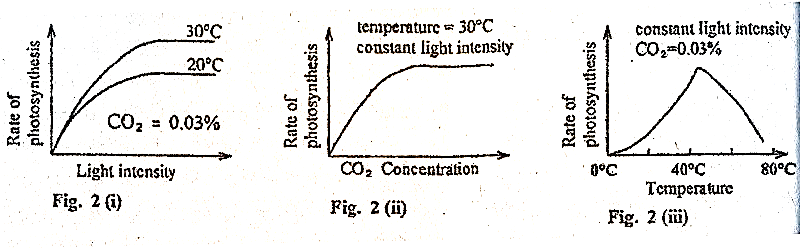 Rate of
photosynthesis
30°C
20°C
CO₂ = 0.03%
Light intensity
Fig. 2 (i)
Rate of
photosynthesis
temperature = 30°C
constant light intensity
CO₂ Concentration
Fig. 2 (ii)
Rate of
photosynthesis
constant light intensity
CO₂=0.03%
0°C 40°C 80°C
Temperature
Fig. 2 (iii)